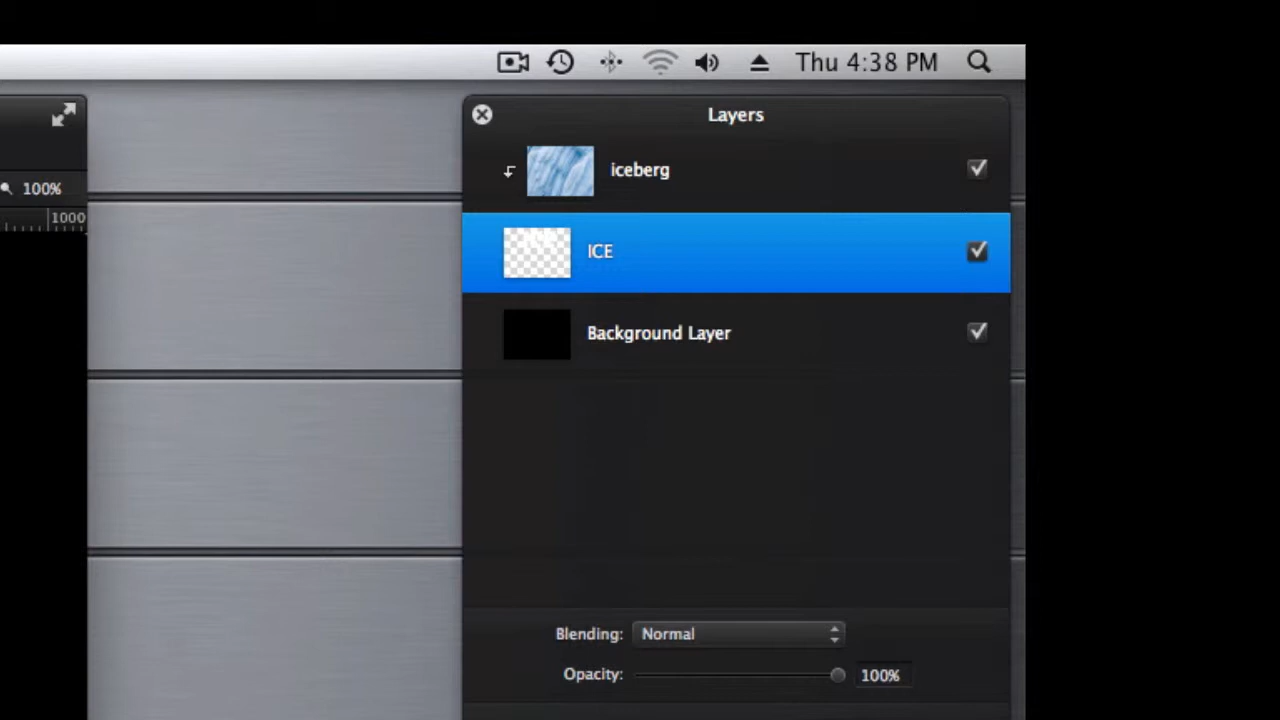 Thu 4:38 PM
Layers
iceberg
100%
1000
ICE
Background Layer
Blending: Normal
Opacity: 100%